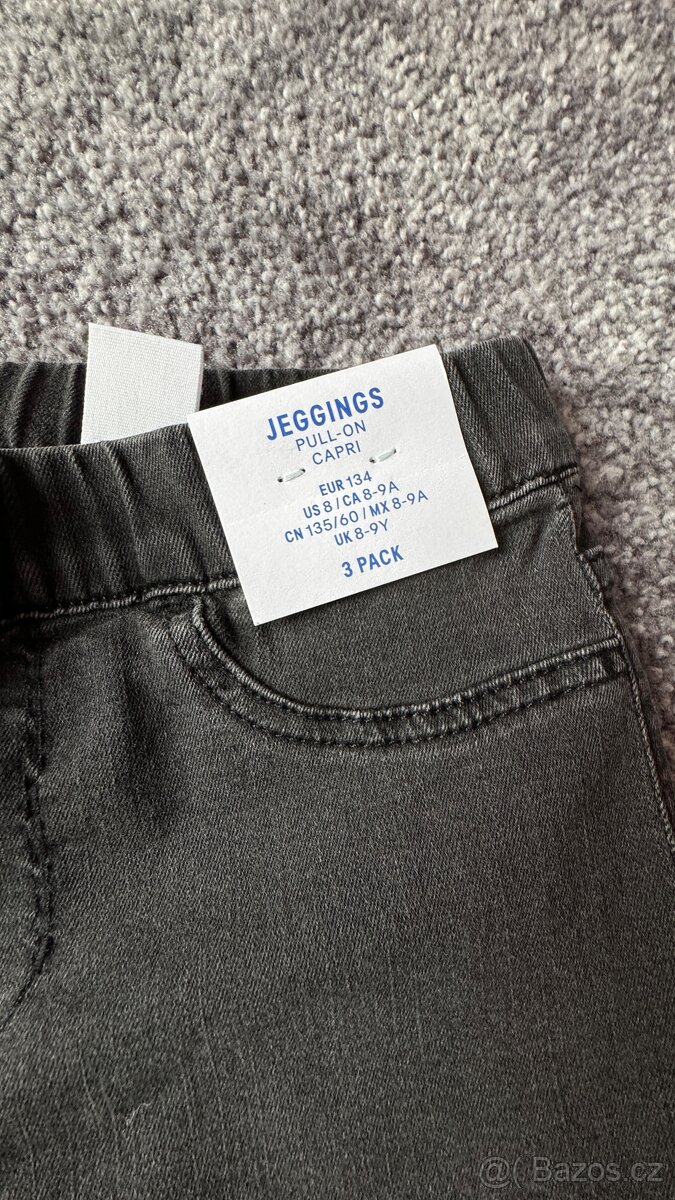 JEGGINGS
PULL-ON
CAPRI
EUR 134
US 8 / CA 8-9A
CN 135/60 / MX 8-9A
UK 8-9Y
3 PACK
@( Bazos.cz